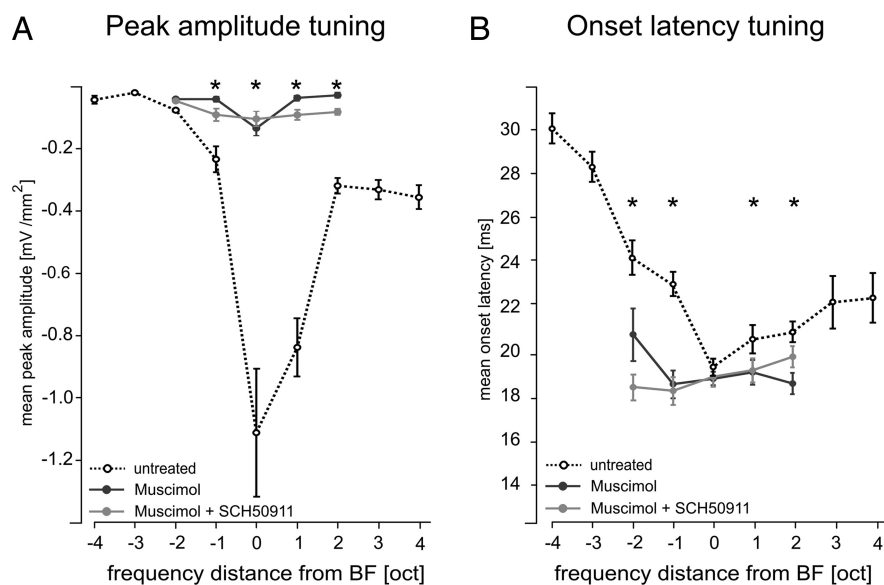 A
Peak amplitude tuning
* * * *
-0.2
-0.4
-0.6
-0.8
-1.0
-1.2
mean peak amplitude [mV /mm²]
untreated
Muscimol
Muscimol + SCH50911
-4 -3 -2 -1 0 1 2 3 4
frequency distance from BF [oct]
B
Onset latency tuning
* * * *
30
28
26
24
22
20
18
16
14
mean onset latency [ms]
untreated
Muscimol
Muscimol + SCH50911
-4 -3 -2 -1 0 1 2 3 4
frequency distance from BF [oct]